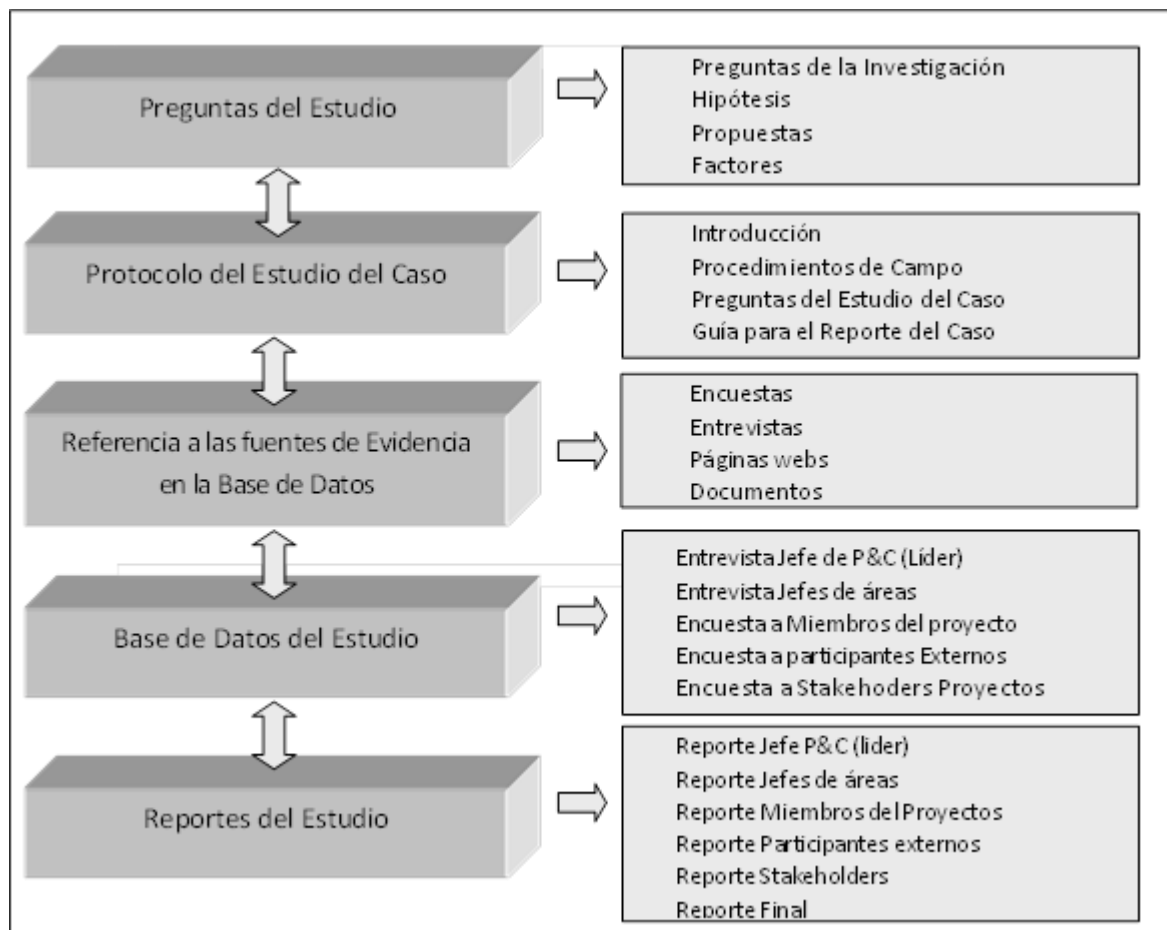 Preguntas del Estudio
Preguntas de la Investigación
Hipótesis
Propuestas
Factores
Protocolo del Estudio del Caso
Introducción
Procedimientos de Campo
Preguntas del Estudio del Caso
Guía para el Reporte del Caso
Referencia a las fuentes de Evidencia
en la Base de Datos
Encuestas
Entrevistas
Páginas webs
Documentos
Base de Datos del Estudio
Entrevista Jefe de P&C (Líder)
Entrevista Jefes de áreas
Encuesta a Miembros del proyecto
Encuesta a participantes Externos
Encuesta a Stakehoders Proyectos
Reportes del Estudio
Reporte Jefe P&C (lider)
Reporte Jefes de áreas
Reporte Miembros del Proyectos
Reporte Participantes externos
Reporte Stakeholders
Reporte Final